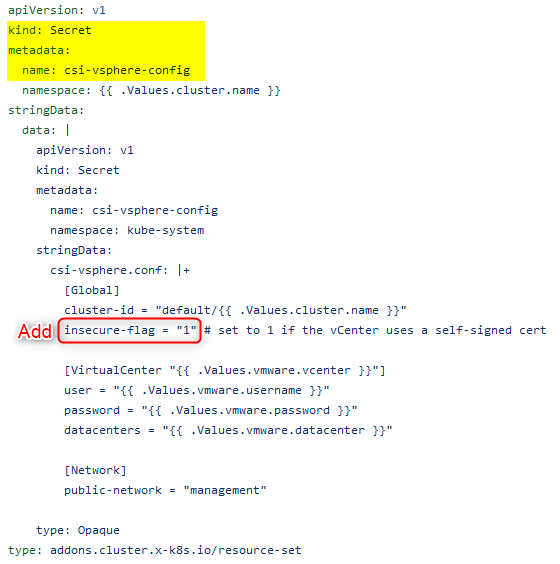 apiVersion: v1
kind: Secret
metadata:
  name: csi-vsphere-config
  namespace: {{ .Values.cluster.name }}
stringData:
  data: |
    apiVersion: v1
    kind: Secret
    metadata:
      name: csi-vsphere-config
      namespace: kube-system
    stringData:
      csi-vsphere.conf: |+
        [Global]
        cluster-id = "default/{{ .Values.cluster.name }}"
Add     insecure-flag = "1" # set to 1 if the vCenter uses a self-signed cert

        [VirtualCenter "{{ .Values.vmware.vcenter }}"]
        user = "{{ .Values.vmware.username }}"
        password = "{{ .Values.vmware.password }}"
        datacenters = "{{ .Values.vmware.datacenter }}"

        [Network]
        public-network = "management"

    type: Opaque
type: addons.cluster.x-k8s.io/resource-set